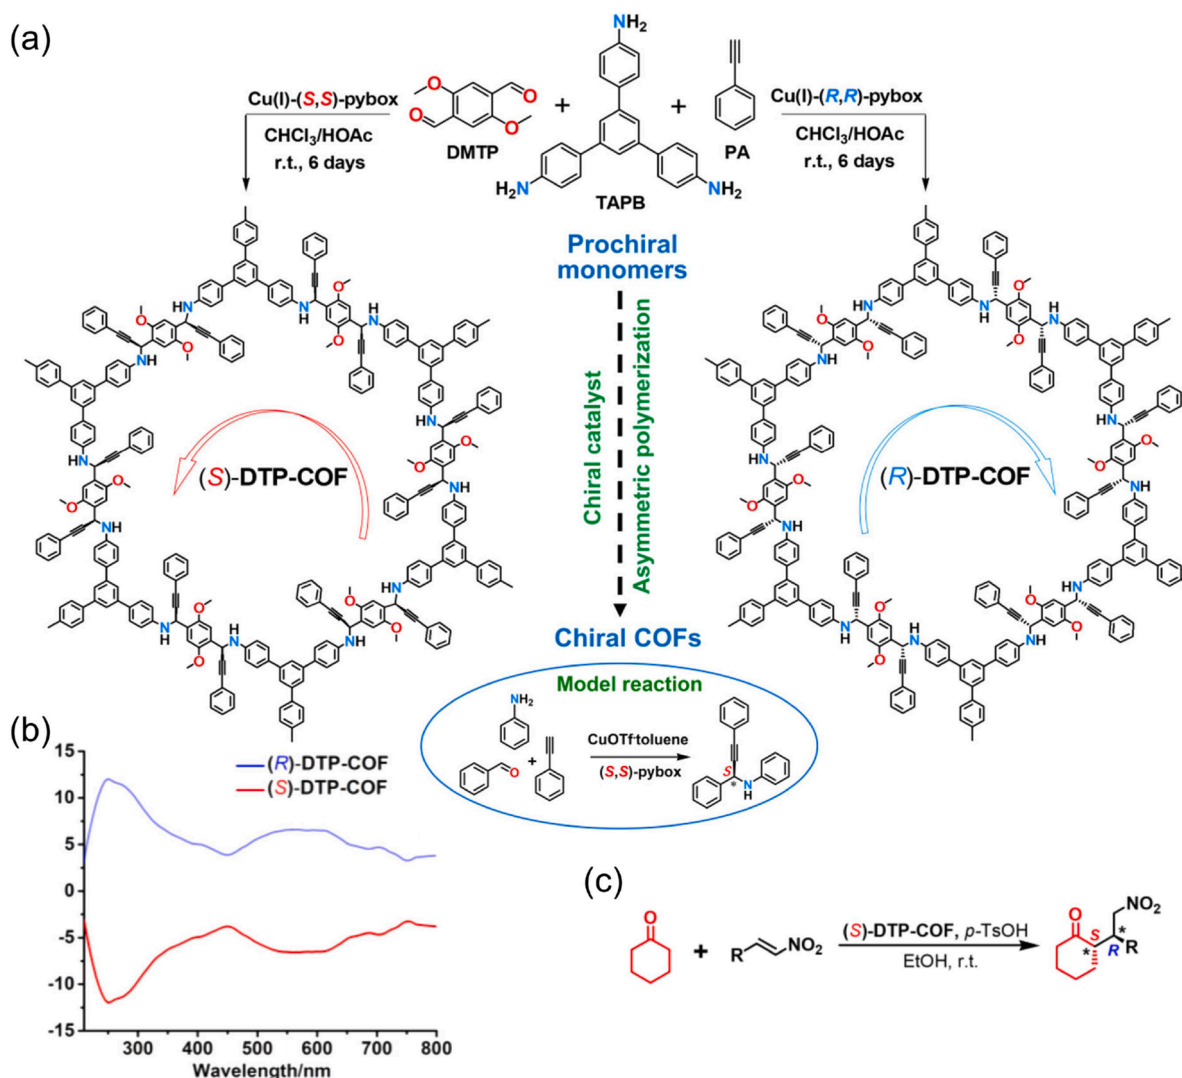 (a)
NH₂
Cu(I)-(S,S)-pybox
CHCl₃/HOAc
r.t., 6 days
O
O
O
O
DMTP
+
H₂N
NH₂
TAPB
+
PA
Cu(I)-(R,R)-pybox
CHCl₃/HOAc
r.t., 6 days
Prochiral
monomers
Chiral catalyst
Asymmetric polymerization
(S)-DTP-COF
(R)-DTP-COF
Chiral COFs
Model reaction
NH₂
O
+
CuOTf·toluene
(S,S)-pybox
S
*
N
H
(b)
15
10
5
0
-5
-10
-15
(R)-DTP-COF
(S)-DTP-COF
300
400
500
600
700
800
Wavelength/nm
(c)
O
+
R
NO₂
(S)-DTP-COF, p-TsOH
EtOH, r.t.
O
S
*
NO₂
*
R
R